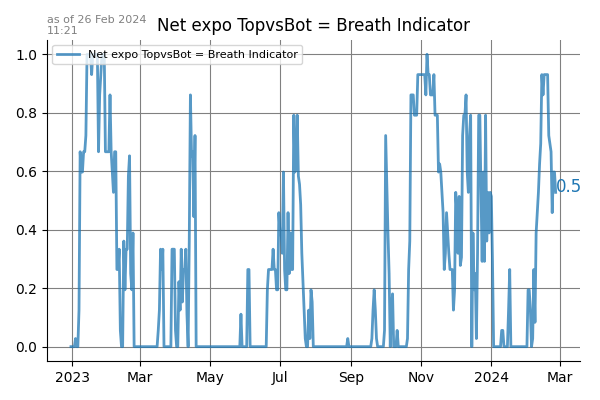 as of 26 Feb 2024
11:21
Net expo TopvsBot = Breath Indicator
Net expo TopvsBot = Breath Indicator
1.0
0.8
0.6
0.4
0.2
0.0
0.5
2023 Mar May Jul Sep Nov 2024 Mar